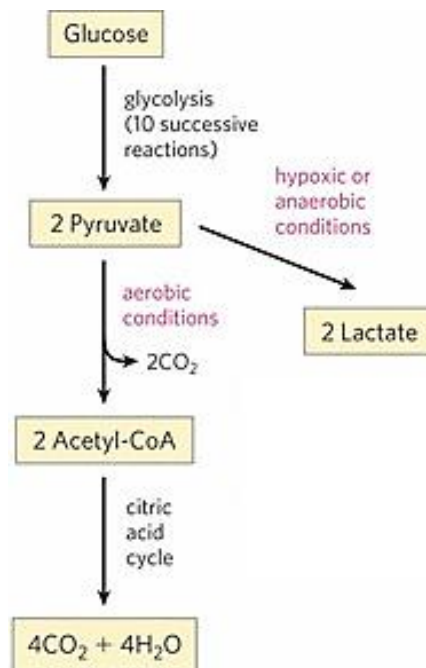 Glucose
glycolysis
(10 successive
reactions)
hypoxic or
anaerobic
conditions
2 Pyruvate
aerobic
conditions
2CO₂
2 Lactate
2 Acetyl-CoA
citric
acid
cycle
4CO₂ + 4H₂O